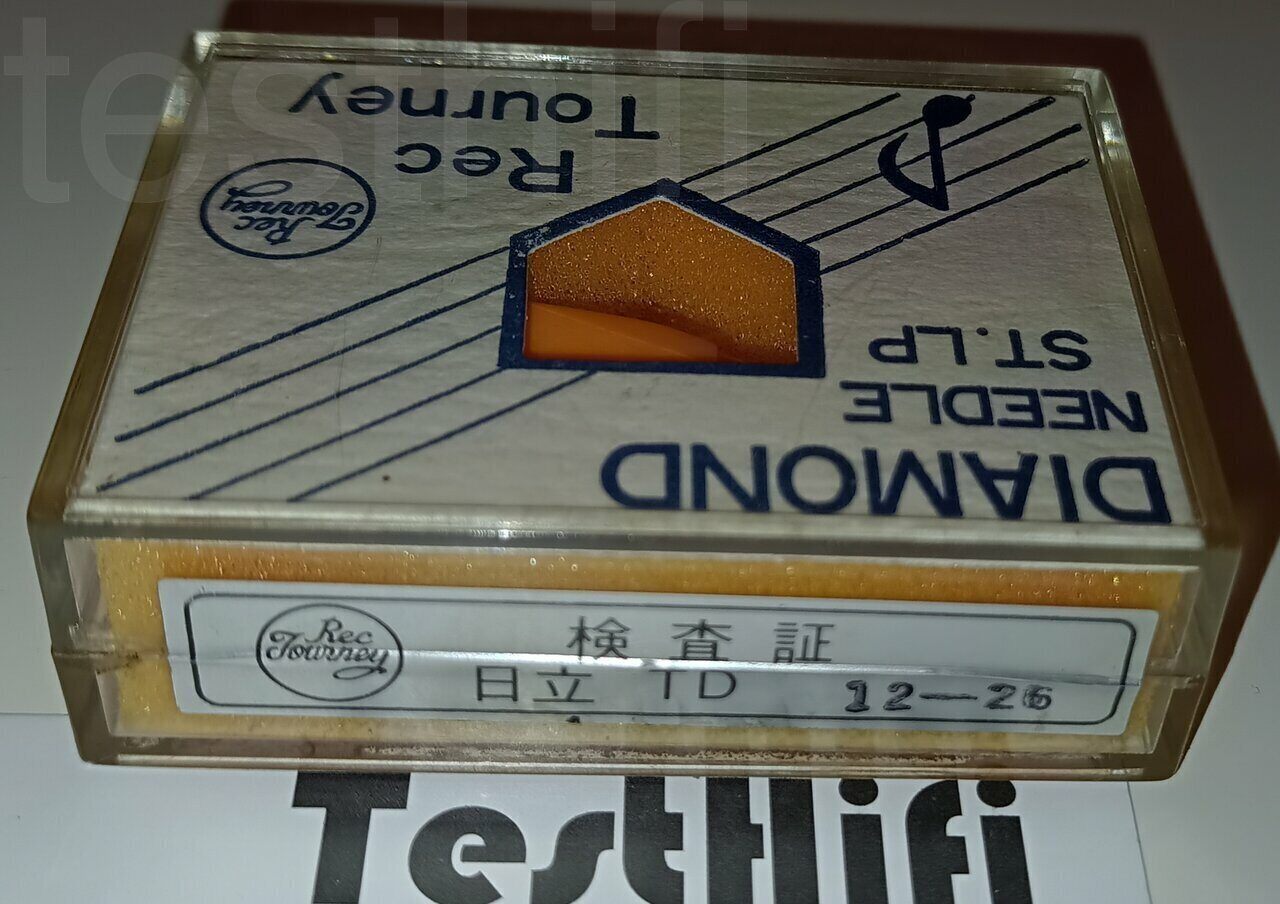 testhifi
Rec
Tourney
Rec
Tourney
ST.LP
NEEDLE
DIAMOND
Rec
Tourney
検査証
日立 TD 12-26
TestHifi